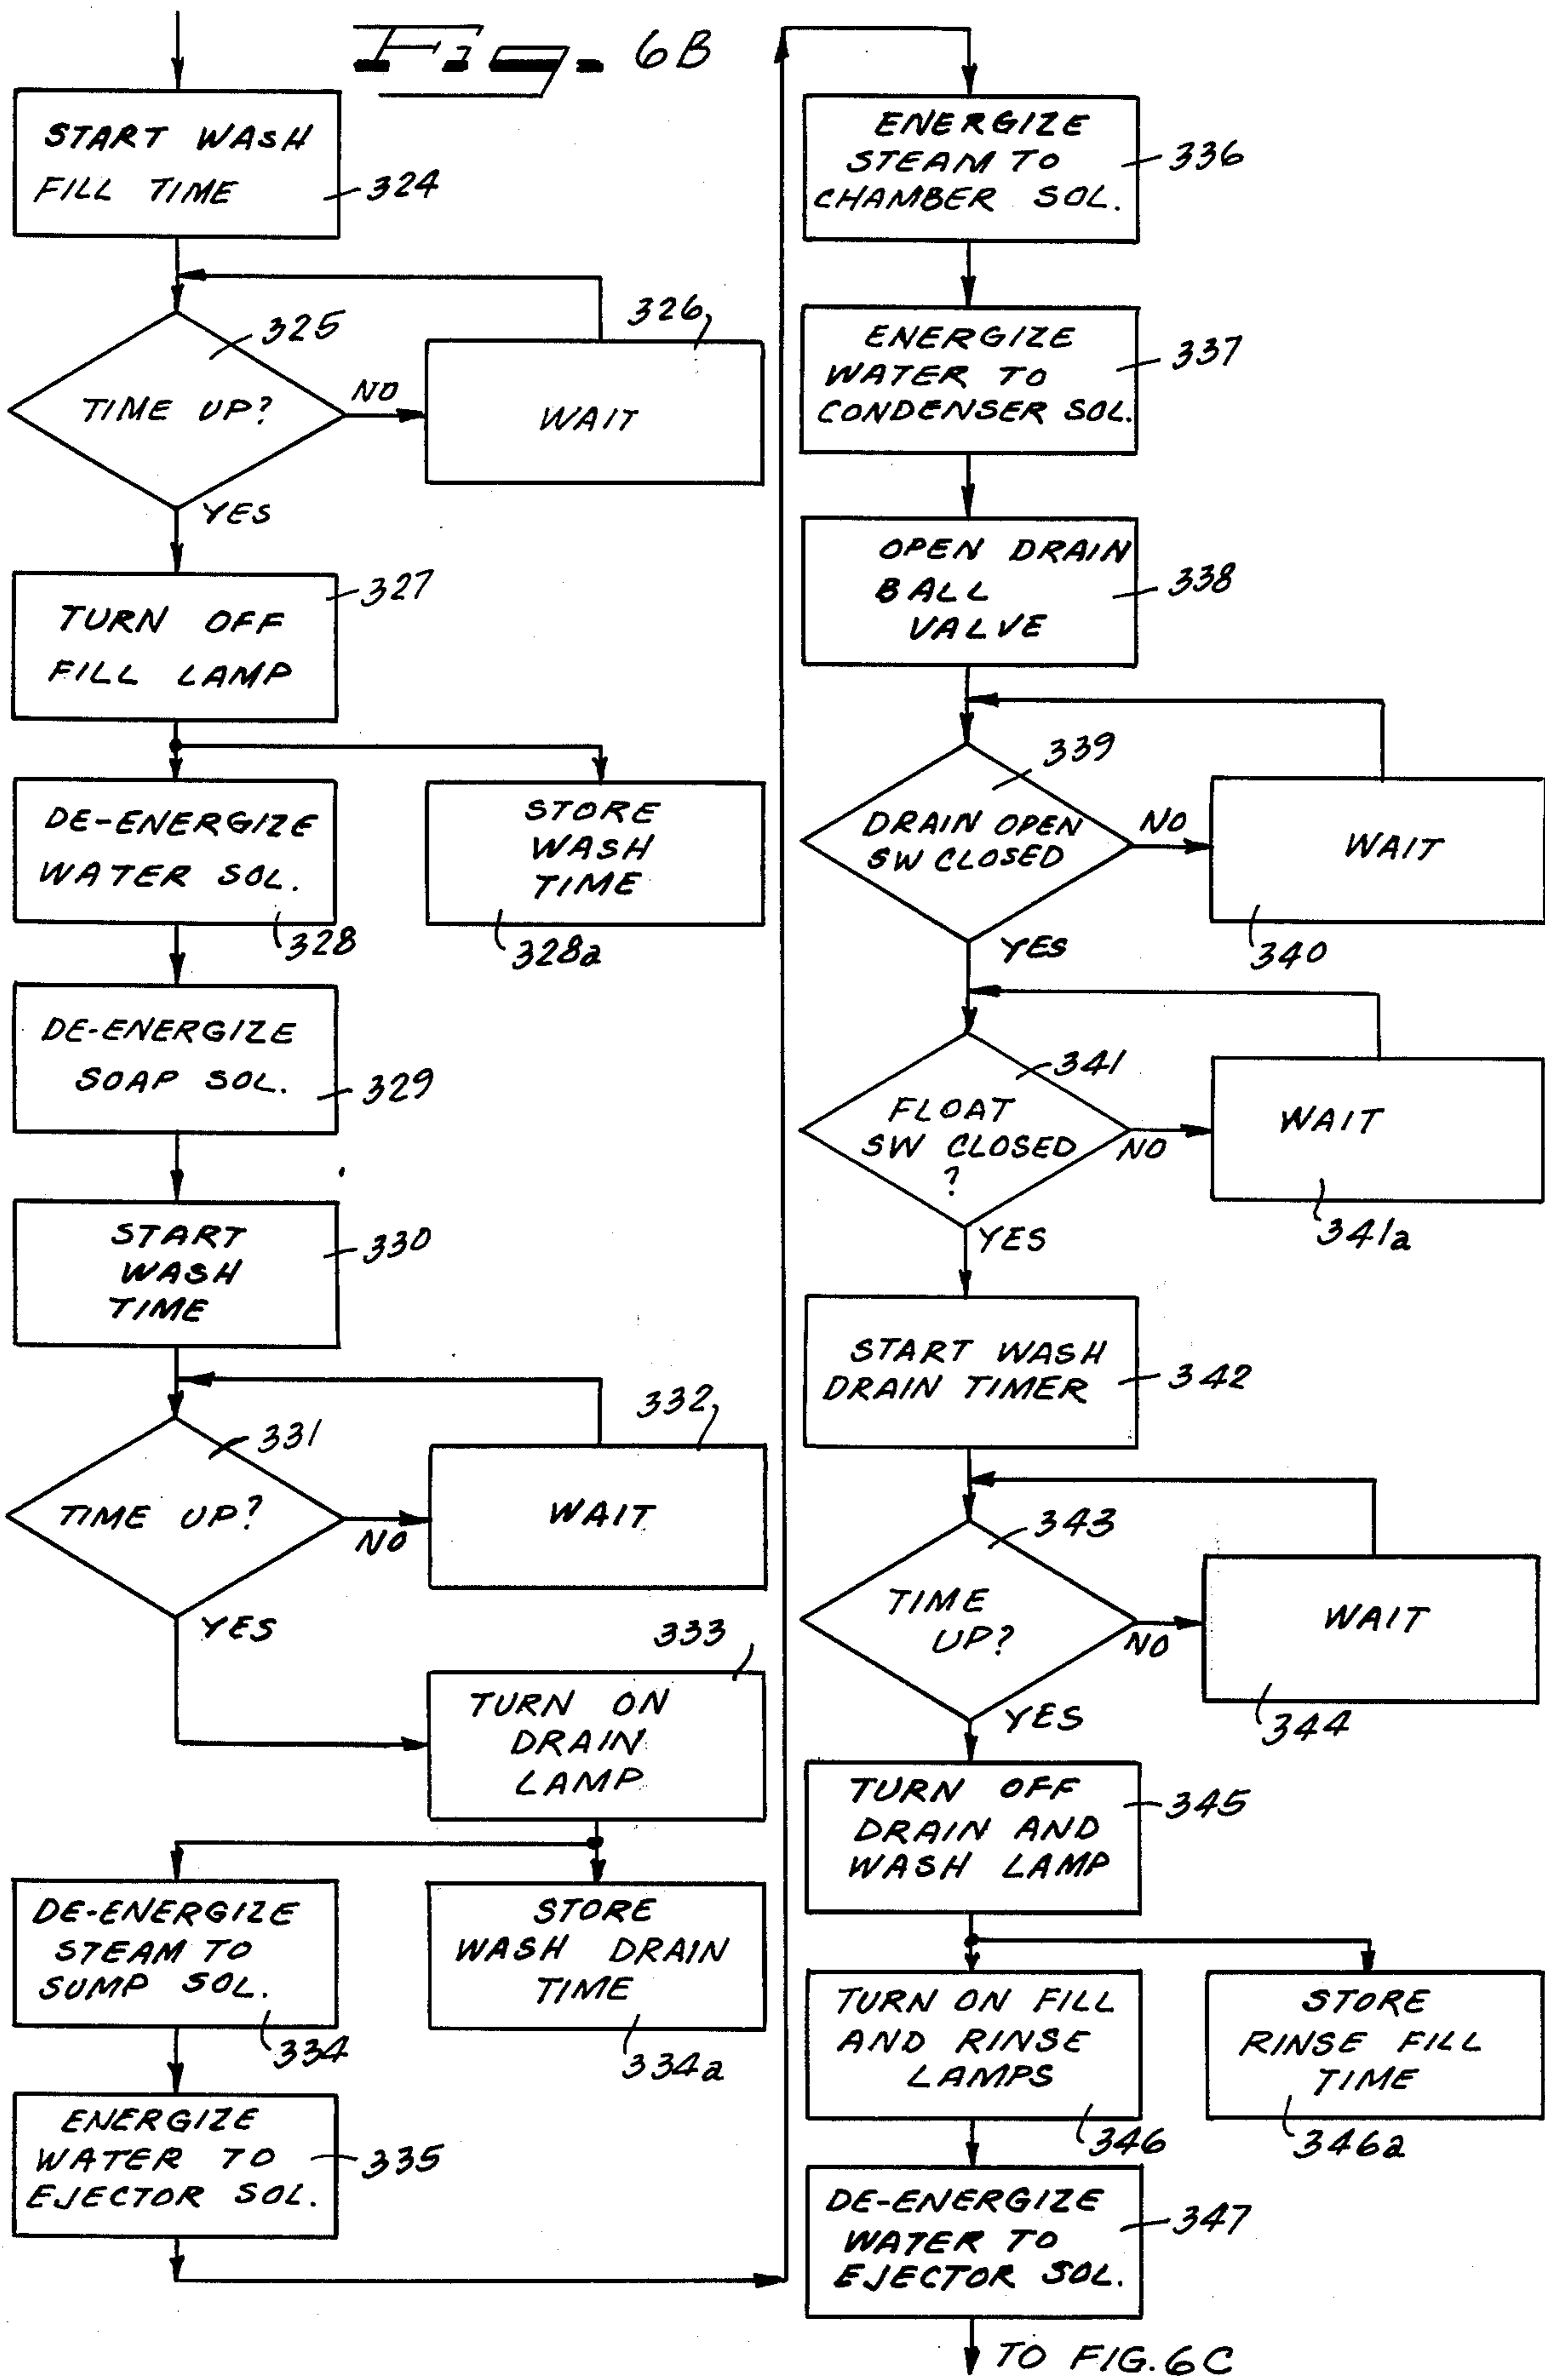 Fig. 6B
START WASH
FILL TIME
324
325
TIME UP?
NO
326
WAIT
YES
327
TURN OFF
FILL LAMP
DE-ENERGIZE
WATER SOL.
328
STORE
WASH
TIME
328a
DE-ENERGIZE
SOAP SOL.
329
START
WASH
TIME
330
331
TIME UP?
NO
332
WAIT
YES
333
TURN ON
DRAIN
LAMP
DE-ENERGIZE
STEAM TO
SUMP SOL.
334
STORE
WASH DRAIN
TIME
334a
ENERGIZE
WATER TO
EJECTOR SOL.
335
ENERGIZE
STEAM TO
CHAMBER SOL.
336
ENERGIZE
WATER TO
CONDENSER SOL.
337
OPEN DRAIN
BALL
VALVE
338
339
DRAIN OPEN
SW CLOSED
NO
WAIT
340
YES
341
FLOAT
SW CLOSED
?
NO
WAIT
341a
YES
START WASH
DRAIN TIMER
342
343
TIME
UP?
NO
WAIT
344
YES
TURN OFF
DRAIN AND
WASH LAMP
345
TURN ON FILL
AND RINSE
LAMPS
346
STORE
RINSE FILL
TIME
346a
DE-ENERGIZE
WATER TO
EJECTOR SOL.
347
TO FIG. 6C